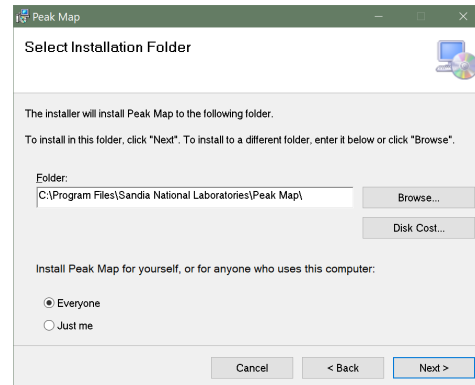 Peak Map
Select Installation Folder
The installer will install Peak Map to the following folder.
To install in this folder, click "Next". To install to a different folder, enter it below or click "Browse".
Folder:
C:\Program Files\Sandia National Laboratories\Peak Map\
Browse...
Disk Cost...
Install Peak Map for yourself, or for anyone who uses this computer:
Everyone
Just me
Cancel
< Back
Next >